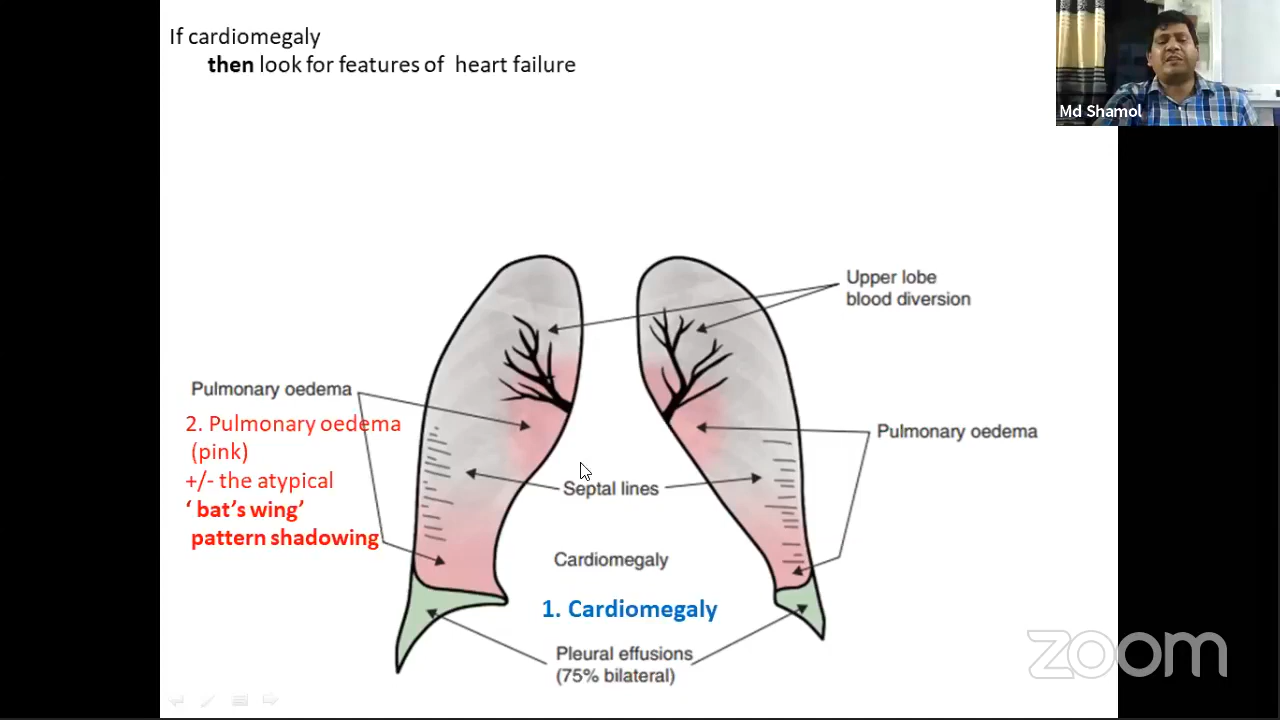 If cardiomegaly
then look for features of heart failure
Md Shamol
Upper lobe
blood diversion
Pulmonary oedema
2. Pulmonary oedema
(pink)
+/- the atypical
‘ bat’s wing’
pattern shadowing
Pulmonary oedema
Septal lines
Cardiomegaly
1. Cardiomegaly
Pleural effusions
(75% bilateral)
zoom